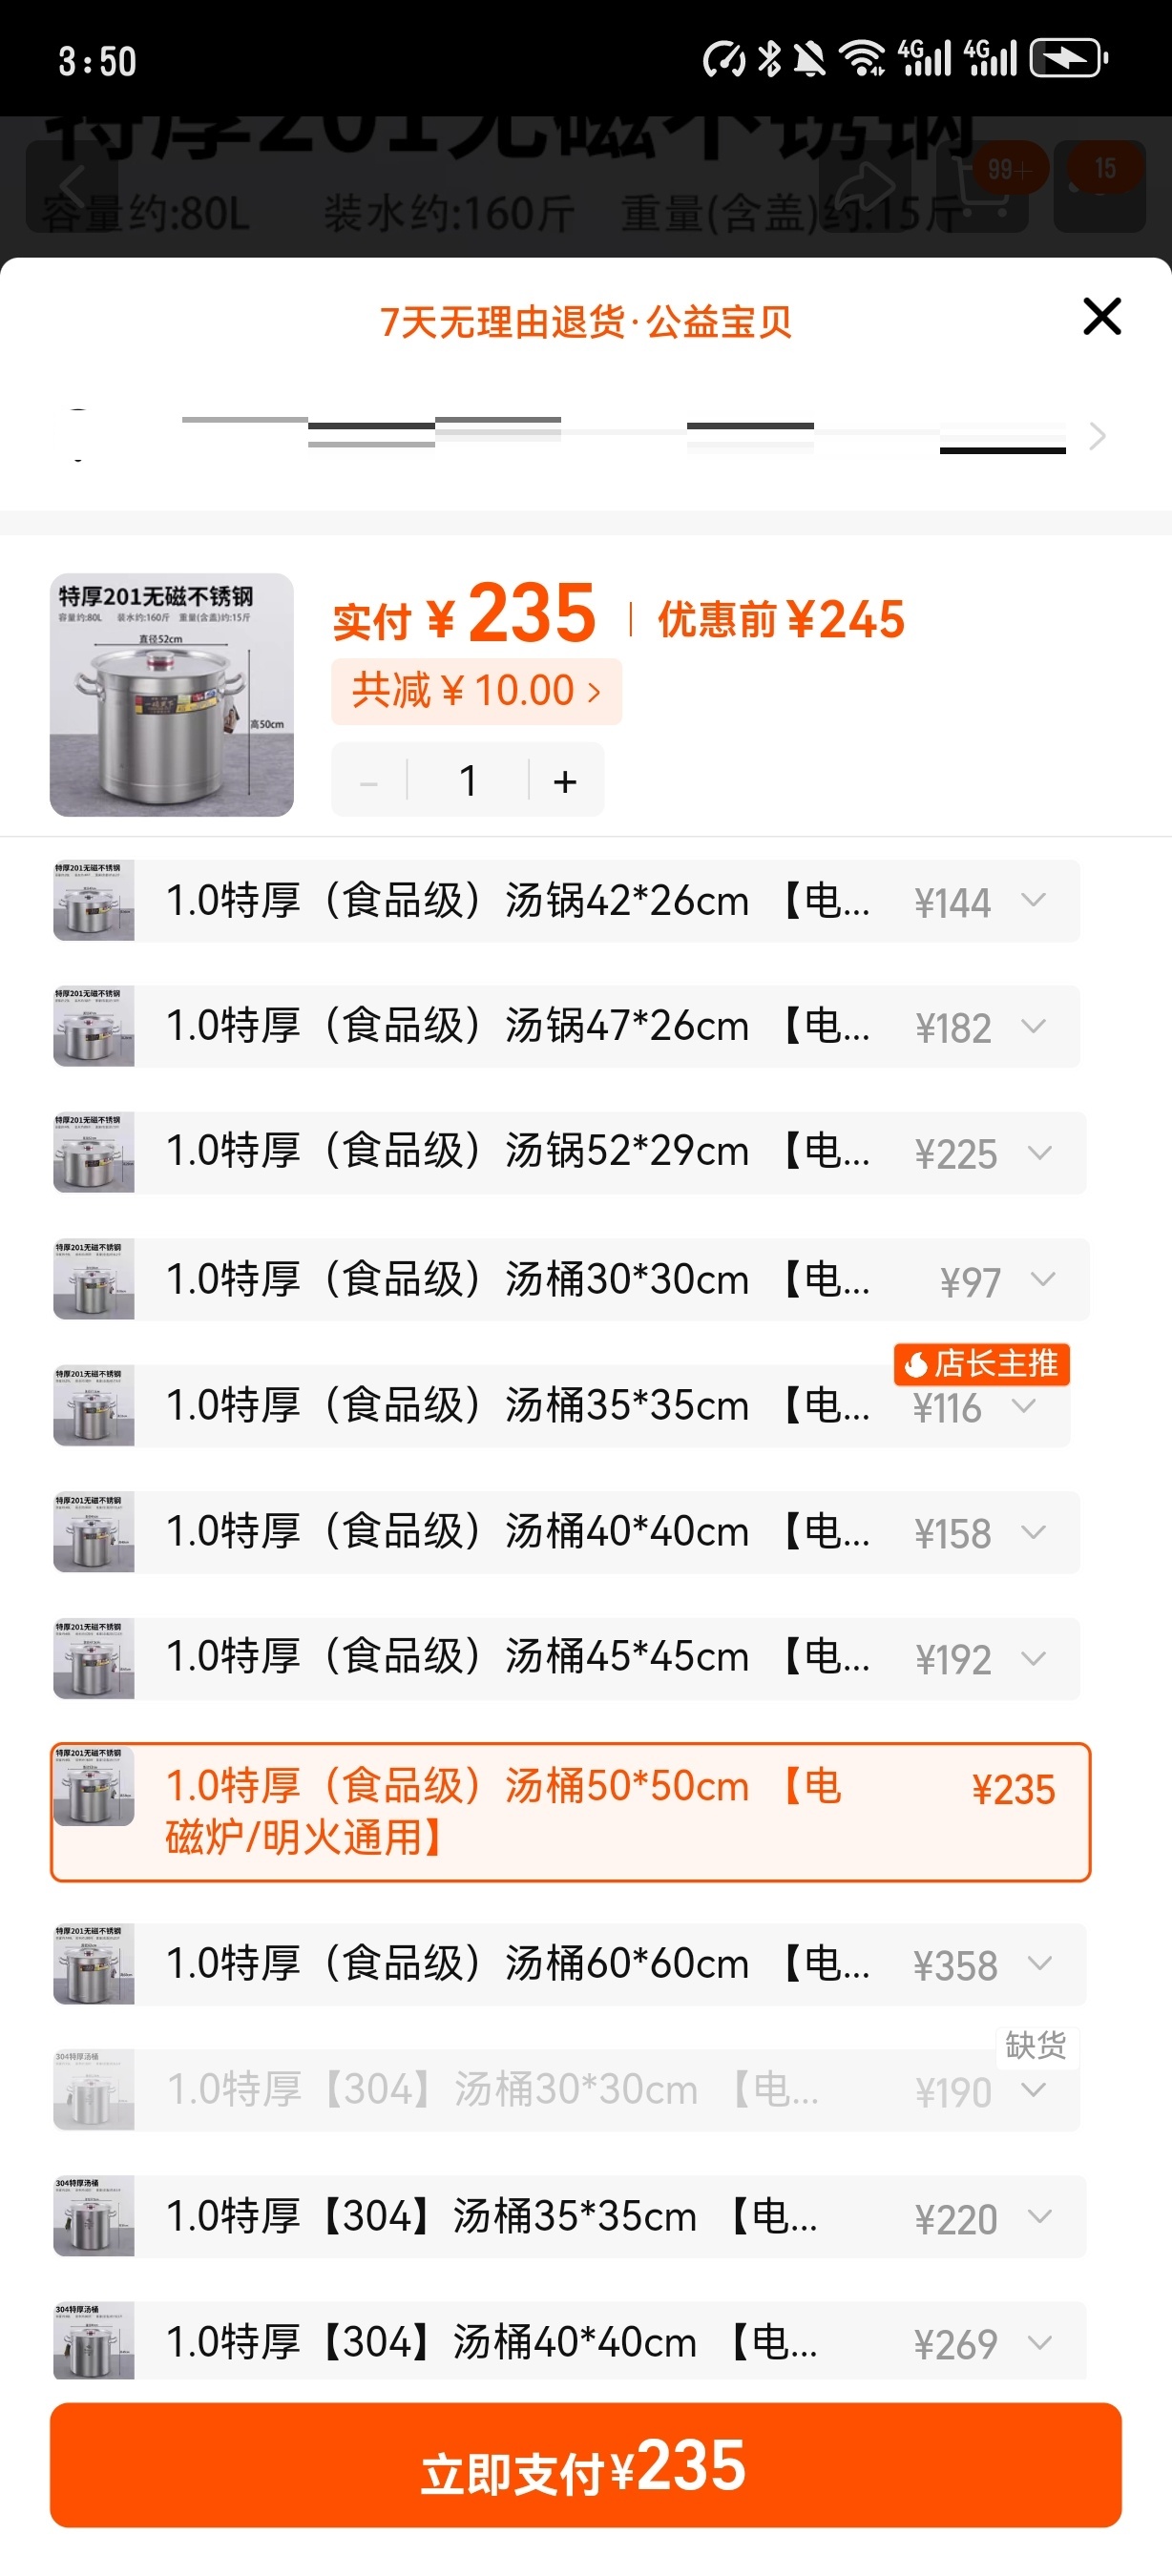 3:50
4G 4G
特厚201无磁不锈钢
99+
15
容量约:80L 装水约:160斤 重量(含盖)约:15斤
7天无理由退货·公益宝贝
特厚201无磁不锈钢
容量约:80L 装水约:160斤 重量(含盖)约:15斤
直径52cm
高50cm
实付 ¥235 | 优惠前 ¥245
共减 ¥10.00 >
1
1.0特厚（食品级）汤锅42*26cm 【电... ¥144
1.0特厚（食品级）汤锅47*26cm 【电... ¥182
1.0特厚（食品级）汤锅52*29cm 【电... ¥225
1.0特厚（食品级）汤桶30*30cm 【电... ¥97
店长主推
1.0特厚（食品级）汤桶35*35cm 【电... ¥116
1.0特厚（食品级）汤桶40*40cm 【电... ¥158
1.0特厚（食品级）汤桶45*45cm 【电... ¥192
1.0特厚（食品级）汤桶50*50cm 【电 ¥235
磁炉/明火通用】
1.0特厚（食品级）汤桶60*60cm 【电... ¥358
缺货
1.0特厚【304】汤桶30*30cm 【电... ¥190
1.0特厚【304】汤桶35*35cm 【电... ¥220
1.0特厚【304】汤桶40*40cm 【电... ¥269
立即支付¥235